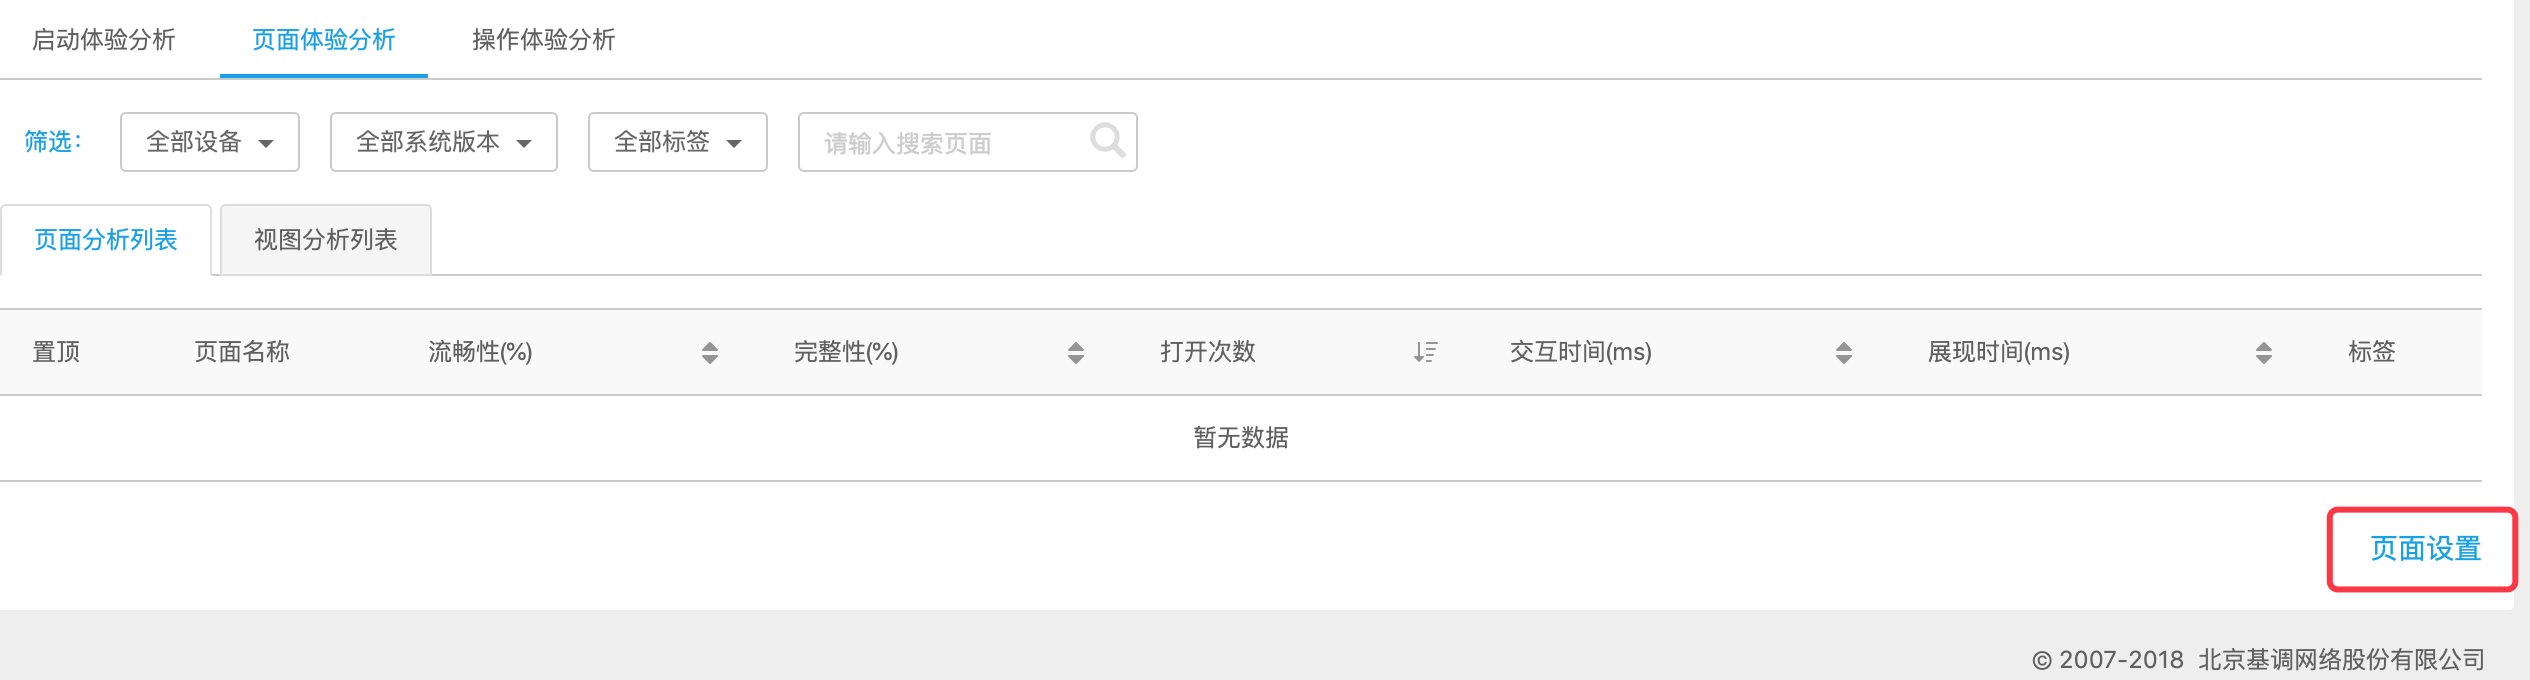 启动体验分析 页面体验分析 操作体验分析
筛选: 全部设备 全部系统版本 全部标签 请输入搜索页面
页面分析列表 视图分析列表
置顶 页面名称 流畅性(%) 完整性(%) 打开次数 交互时间(ms) 展现时间(ms) 标签
暂无数据
页面设置
© 2007-2018 北京基调网络股份有限公司